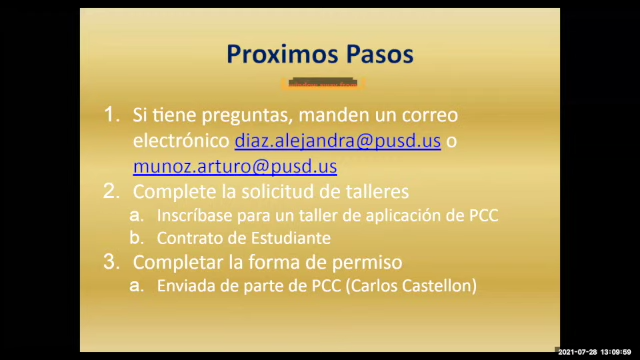 Proximos Pasos
1. Si tiene preguntas, manden un correo
electrónico diaz.alejandra@pusd.us o
munoz.arturo@pusd.us
2. Complete la solicitud de talleres
a. Inscríbase para un taller de aplicación de PCC
b. Contrato de Estudiante
3. Completar la forma de permiso
a. Enviada de parte de PCC (Carlos Castellon)
2021-07-28 13:09:59